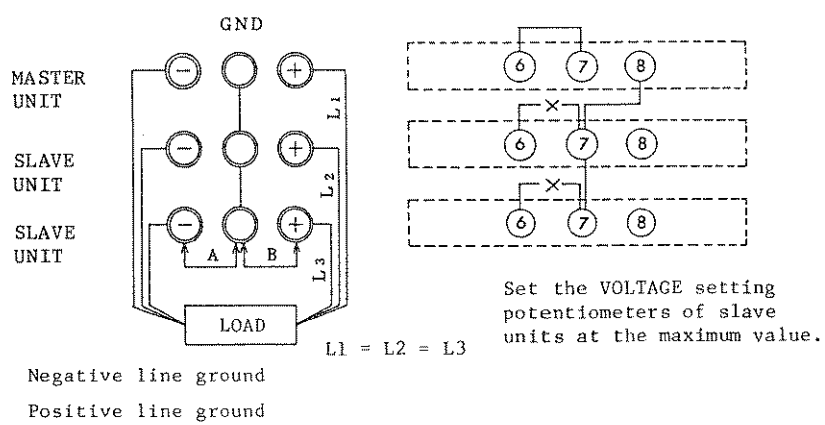 GND
MASTER
UNIT
− +
L1
SLAVE
UNIT
− +
L2
SLAVE
UNIT
− +
A B
L3
LOAD
L1 = L2 = L3
Negative line ground
Positive line ground
6 7 8
×
6 7 8
×
6 7 8
Set the VOLTAGE setting
potentiometers of slave
units at the maximum value.